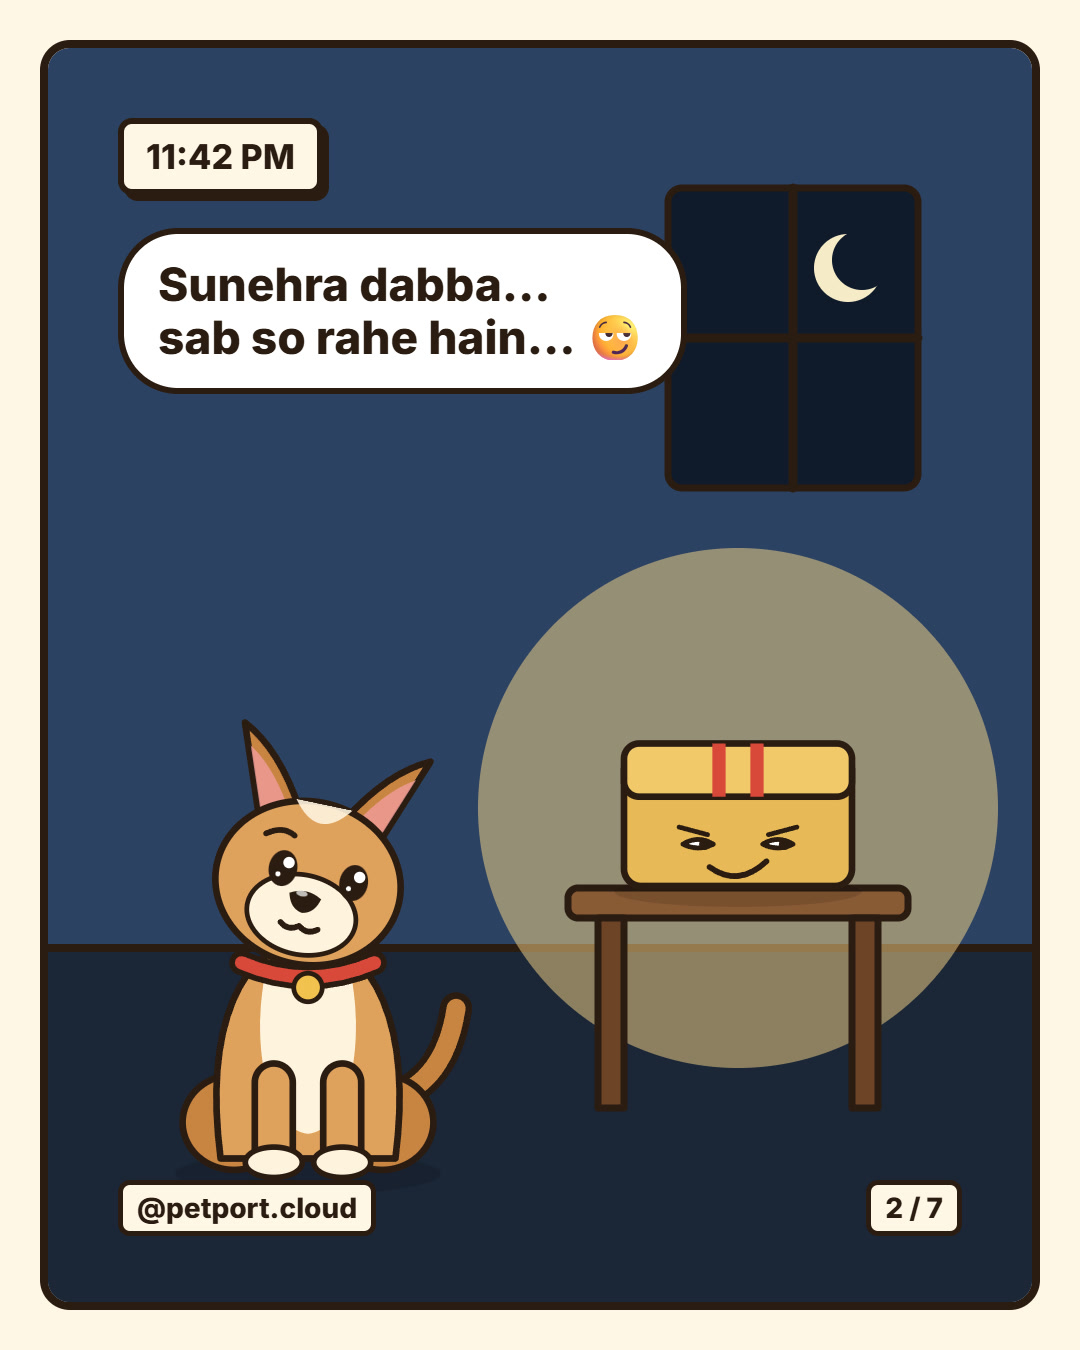 11:42 PM
Sunehra dabba...
sab so rahe hain... 😏
@petport.cloud
2 / 7